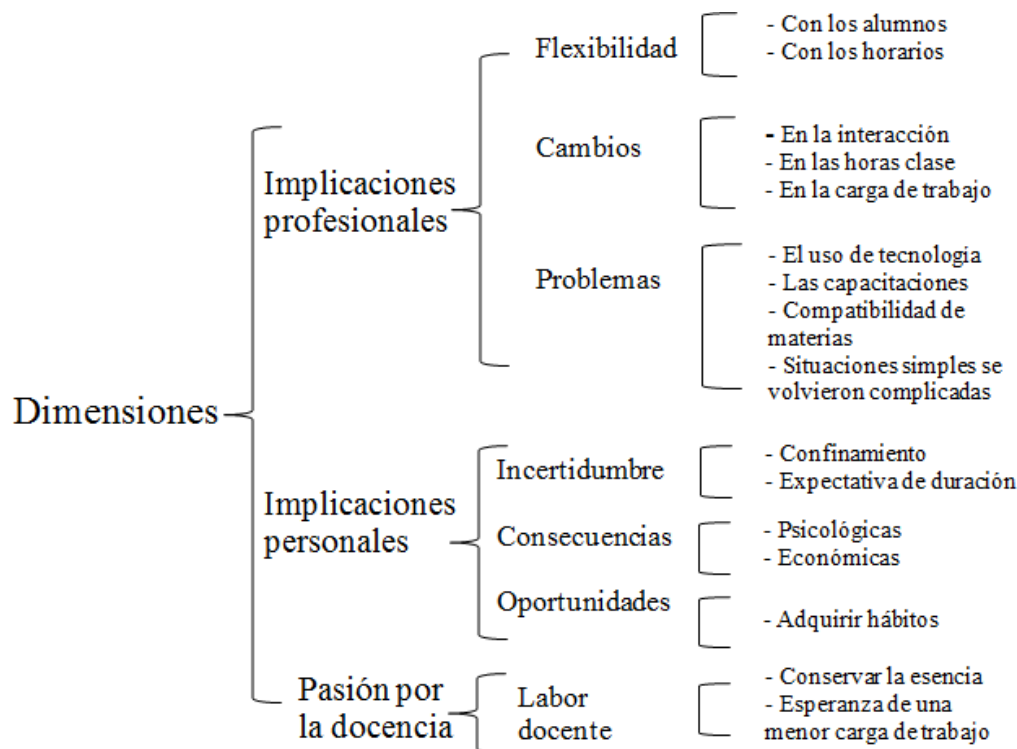 Dimensiones
Implicaciones
profesionales
Flexibilidad
- Con los alumnos
- Con los horarios
Cambios
- En la interacción
- En las horas clase
- En la carga de trabajo
Problemas
- El uso de tecnología
- Las capacitaciones
- Compatibilidad de
materias
- Situaciones simples se
volvieron complicadas
Implicaciones
personales
Incertidumbre
- Confinamiento
- Expectativa de duración
Consecuencias
- Psicológicas
- Económicas
Oportunidades
- Adquirir hábitos
Pasión por
la docencia
Labor
docente
- Conservar la esencia
- Esperanza de una
menor carga de trabajo